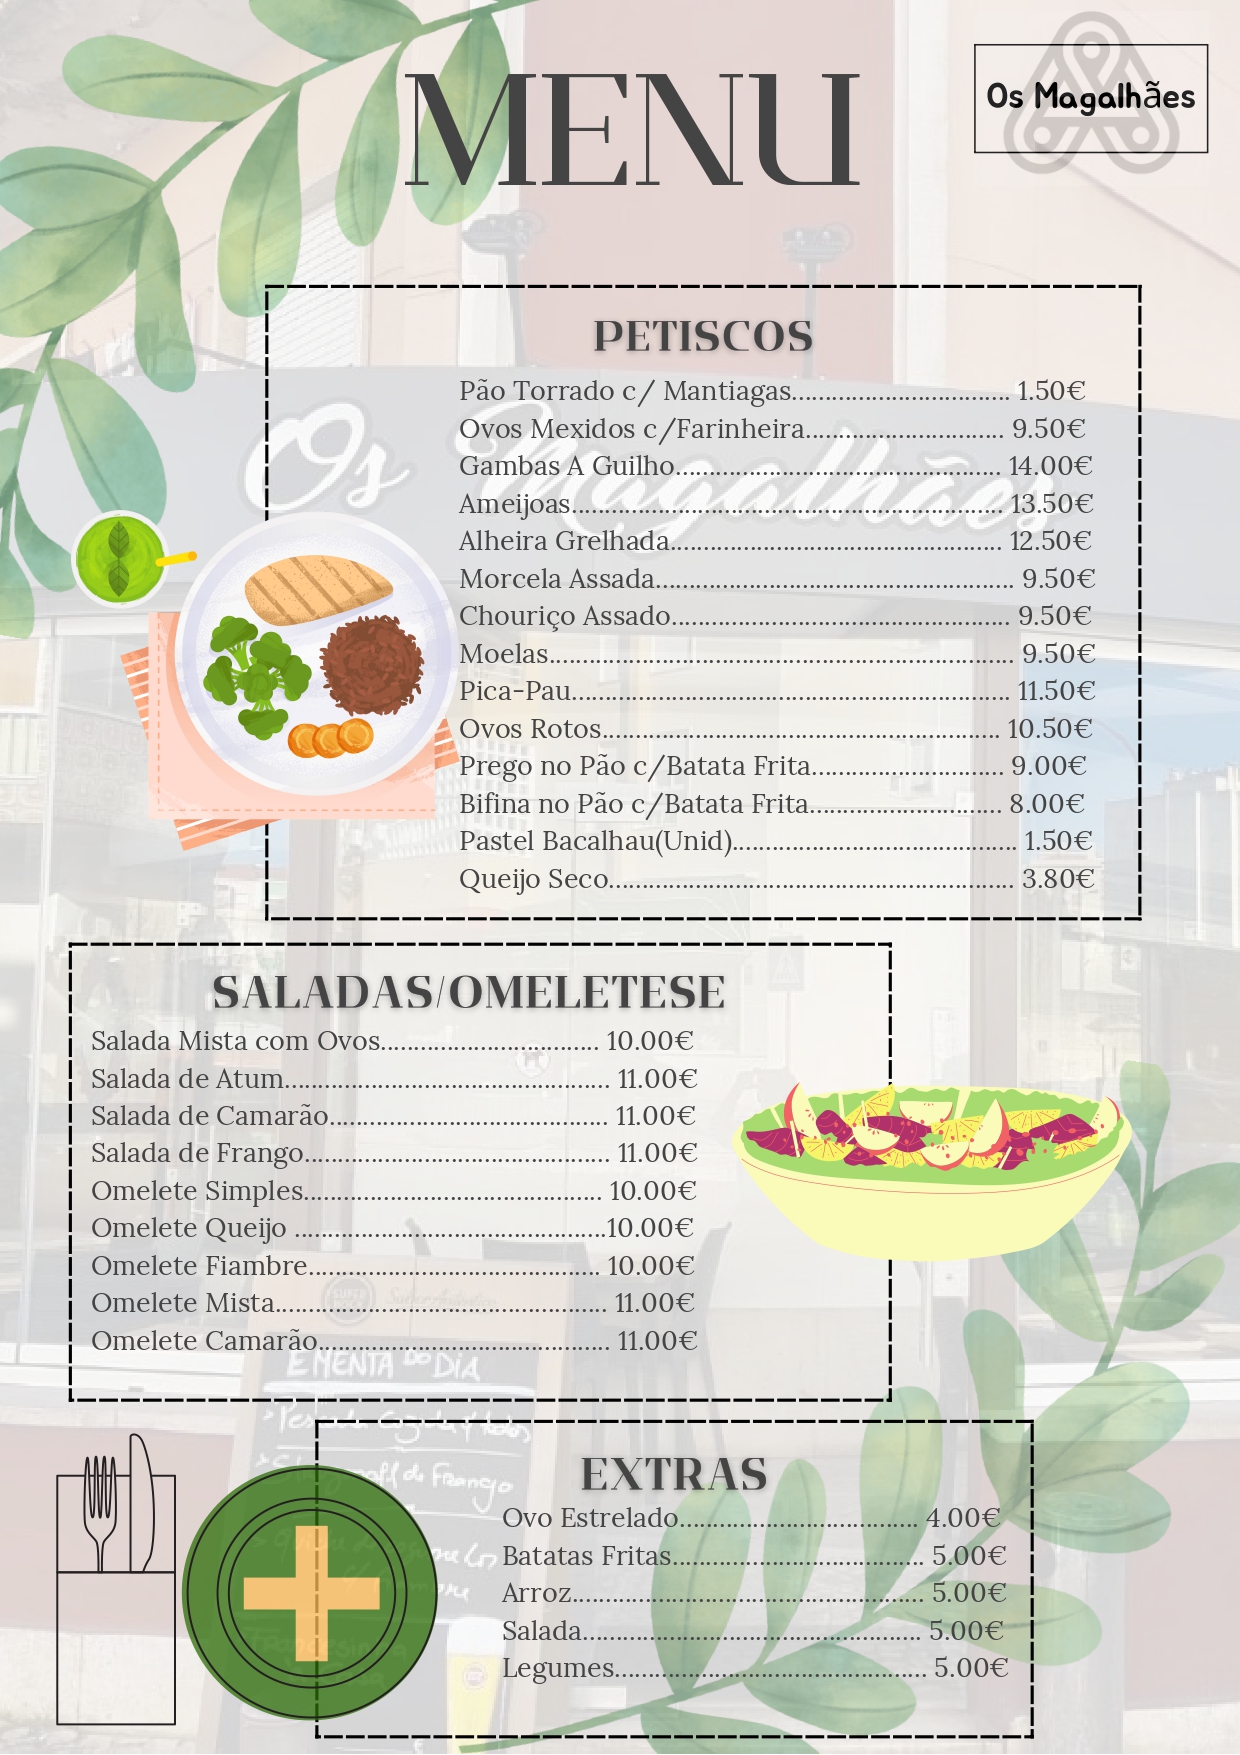 MENU
Os Magalhães
PETISCOS
Os Magalhães
Pão Torrado c/ Mantiagas................................. 1.50€
Ovos Mexidos c/Farinheira.............................. 9.50€
Gambas A Guilho................................................. 14.00€
Ameijoas................................................................. 13.50€
Alheira Grelhada.................................................. 12.50€
Morcela Assada...................................................... 9.50€
Chouriço Assado................................................... 9.50€
Moelas...................................................................... 9.50€
Pica-Pau.................................................................. 11.50€
Ovos Rotos............................................................ 10.50€
Prego no Pão c/Batata Frita............................. 9.00€
Bifina no Pão c/Batata Frita............................. 8.00€
Pastel Bacalhau(Unid)........................................... 1.50€
Queijo Seco............................................................. 3.80€
SALADAS/OMELETESE
Salada Mista com Ovos................................. 10.00€
Salada de Atum................................................. 11.00€
Salada de Camarão.......................................... 11.00€
Salada de Frango.............................................. 11.00€
Omelete Simples............................................. 10.00€
Omelete Queijo ...............................................10.00€
Omelete Fiambre............................................ 10.00€
Omelete Mista.................................................. 11.00€
Omelete Camarão............................................ 11.00€
EMENTA DO DIA
EXTRAS
Ovo Estrelado.................................... 4.00€
Batatas Fritas...................................... 5.00€
Arroz..................................................... 5.00€
Salada................................................... 5.00€
Legumes............................................... 5.00€